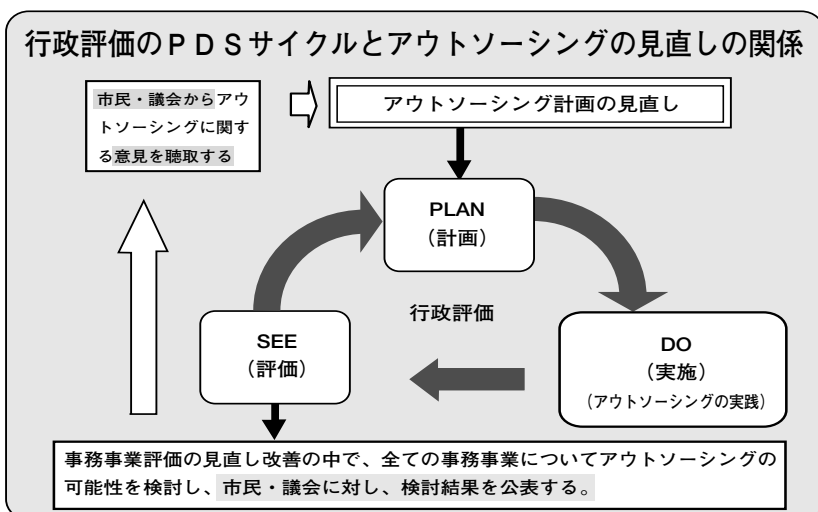 行政評価のＰＤＳサイクルとアウトソーシングの見直しの関係
市民・議会からアウ
トソーシングに関す
る意見を聴取する
アウトソーシング計画の見直し
PLAN
（計画）
行政評価
SEE
（評価）
DO
（実施）
（アウトソーシングの実践）
事務事業評価の見直し改善の中で、全ての事務事業についてアウトソーシングの
可能性を検討し、市民・議会に対し、検討結果を公表する。